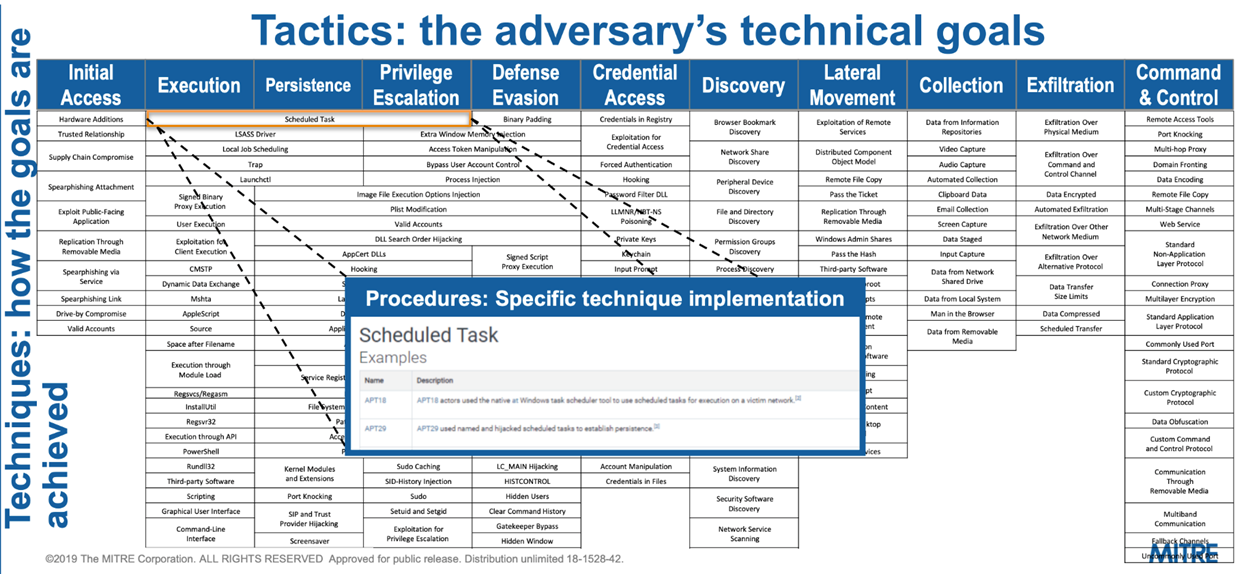 Tactics: the adversary's technical goals
Techniques: how the goals are
achieved
Initial
Access
Execution
Persistence
Privilege
Escalation
Defense
Evasion
Credential
Access
Discovery
Lateral
Movement
Collection
Exfiltration
Command
& Control
Hardware Additions
Trusted Relationship
Supply Chain Compromise
Spearphishing Attachment
Exploit Public-Facing
Application
Replication Through
Removable Media
Spearphishing via
Service
Spearphishing Link
Drive-by Compromise
Valid Accounts
Scheduled Task
LSASS Driver
Local Job Scheduling
Trap
Launchctl
Signed Binary
Proxy Execution
User Execution
Exploitation for
Client Execution
CMSTP
Dynamic Data Exchange
Mshta
AppleScript
Source
Space after Filename
Execution through
Module Load
Regsvcs/Regasm
InstallUtil
Regsvr32
Execution through API
PowerShell
Rundll32
Third-party Software
Scripting
Graphical User Interface
Command-Line
Interface
Extra Window Memory Injection
Access Token Manipulation
Bypass User Account Control
Process Injection
Image File Execution Options Injection
Plist Modification
Valid Accounts
DLL Search Order Hijacking
AppCert DLLs
Hooking
Service
File System
Kernel Modules
and Extensions
Port Knocking
SIP and Trust
Provider Hijacking
Screensaver
Sudo Caching
SID-History Injection
Sudo
Setuid and Setgid
Exploitation for
Privilege Escalation
Binary Padding
Signed Script
Proxy Execution
LC_MAIN Hijacking
HISTCONTROL
Hidden Users
Clear Command History
Gatekeeper Bypass
Hidden Window
Credentials in Registry
Exploitation for
Credential Access
Forced Authentication
Hooking
Password Filter DLL
LLMNR/NBT-NS
Poisoning
Private Keys
Keychain
Input Prompt
Account Manipulation
Credentials in Files
Browser Bookmark
Discovery
Network Share
Discovery
Peripheral Device
Discovery
File and Directory
Discovery
Permission Groups
Discovery
Process Discovery
System Information
Discovery
Security Software
Discovery
Network Service
Scanning
Exploitation of Remote
Services
Distributed Component
Object Model
Remote File Copy
Pass the Ticket
Replication Through
Removable Media
Windows Admin Shares
Pass the Hash
Third-party Software
Data from Information
Repositories
Video Capture
Audio Capture
Automated Collection
Clipboard Data
Email Collection
Screen Capture
Data Staged
Input Capture
Data from Network
Shared Drive
Data from Local System
Man in the Browser
Data from Removable
Media
Exfiltration Over
Physical Medium
Exfiltration Over
Command and
Control Channel
Data Encrypted
Automated Exfiltration
Exfiltration Over Other
Network Medium
Exfiltration Over
Alternative Protocol
Data Transfer
Size Limits
Data Compressed
Scheduled Transfer
Remote Access Tools
Port Knocking
Multi-hop Proxy
Domain Fronting
Data Encoding
Remote File Copy
Multi-Stage Channels
Web Service
Standard
Non-Application
Layer Protocol
Connection Proxy
Multilayer Encryption
Standard Application
Layer Protocol
Commonly Used Port
Standard Cryptographic
Protocol
Custom Cryptographic
Protocol
Data Obfuscation
Custom Command
and Control Protocol
Communication
Through
Removable Media
Multiband
Communication
Fallback Channels
Uncommonly Used Port
Procedures: Specific technique implementation
Scheduled Task
Examples
Name Description
APT18 APT18 actors used the native at Windows task scheduler tool to use scheduled tasks for execution on a victim network.
APT29 APT29 used named and hijacked scheduled tasks to establish persistence.
©2019 The MITRE Corporation. ALL RIGHTS RESERVED Approved for public release. Distribution unlimited 18-1528-42.
MITRE